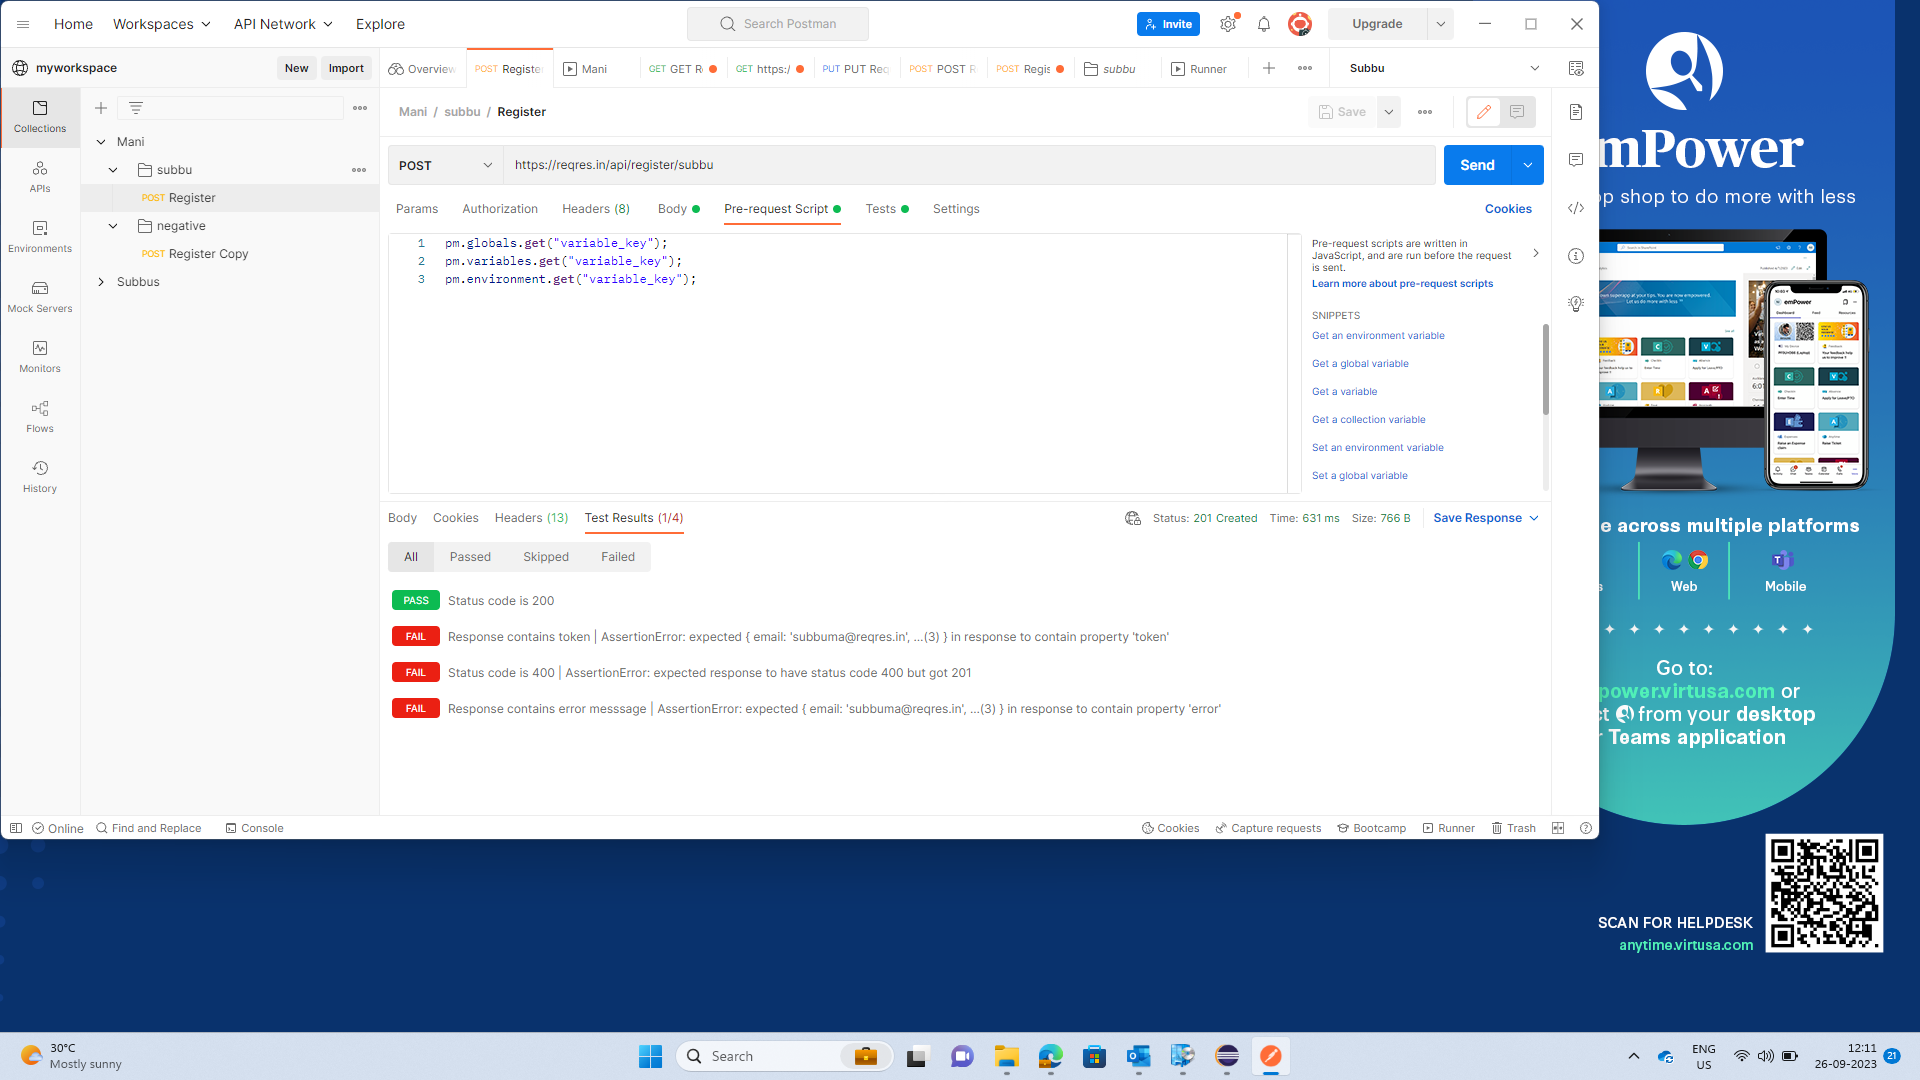 Home
Workspaces
API Network
Explore
Search Postman
Invite
Upgrade
myworkspace
New
Import
Overview
POST Register
Mani
GET GET R
GET https:/
PUT PUT Req
POST POST R
POST Regis
subbu
Runner
Subbu
Collections
APIs
Environments
Mock Servers
Monitors
Flows
History
Mani
subbu
POST Register
negative
POST Register Copy
Subbus
Mani / subbu / Register
Save
POST
https://reqres.in/api/register/subbu
Send
Params
Authorization
Headers (8)
Body
Pre-request Script
Tests
Settings
Cookies
1 pm.globals.get("variable_key");
2 pm.variables.get("variable_key");
3 pm.environment.get("variable_key");
Pre-request scripts are written in
JavaScript, and are run before the request
is sent.
Learn more about pre-request scripts
SNIPPETS
Get an environment variable
Get a global variable
Get a variable
Get a collection variable
Set an environment variable
Set a global variable
Body
Cookies
Headers (13)
Test Results (1/4)
Status: 201 Created
Time: 631 ms
Size: 766 B
Save Response
All
Passed
Skipped
Failed
PASS Status code is 200
FAIL Response contains token | AssertionError: expected { email: 'subbuma@reqres.in', …(3) } in response to contain property 'token'
FAIL Status code is 400 | AssertionError: expected response to have status code 400 but got 201
FAIL Response contains error messsage | AssertionError: expected { email: 'subbuma@reqres.in', …(3) } in response to contain property 'error'
Online
Find and Replace
Console
Cookies
Capture requests
Bootcamp
Runner
Trash
mPower
op shop to do more with less
emPower
e across multiple platforms
s
Web
Mobile
Go to:
power.virtusa.com or
ct from your desktop
r Teams application
SCAN FOR HELPDESK
anytime.virtusa.com
30°C
Mostly sunny
Search
ENG
US
12:11
26-09-2023
21